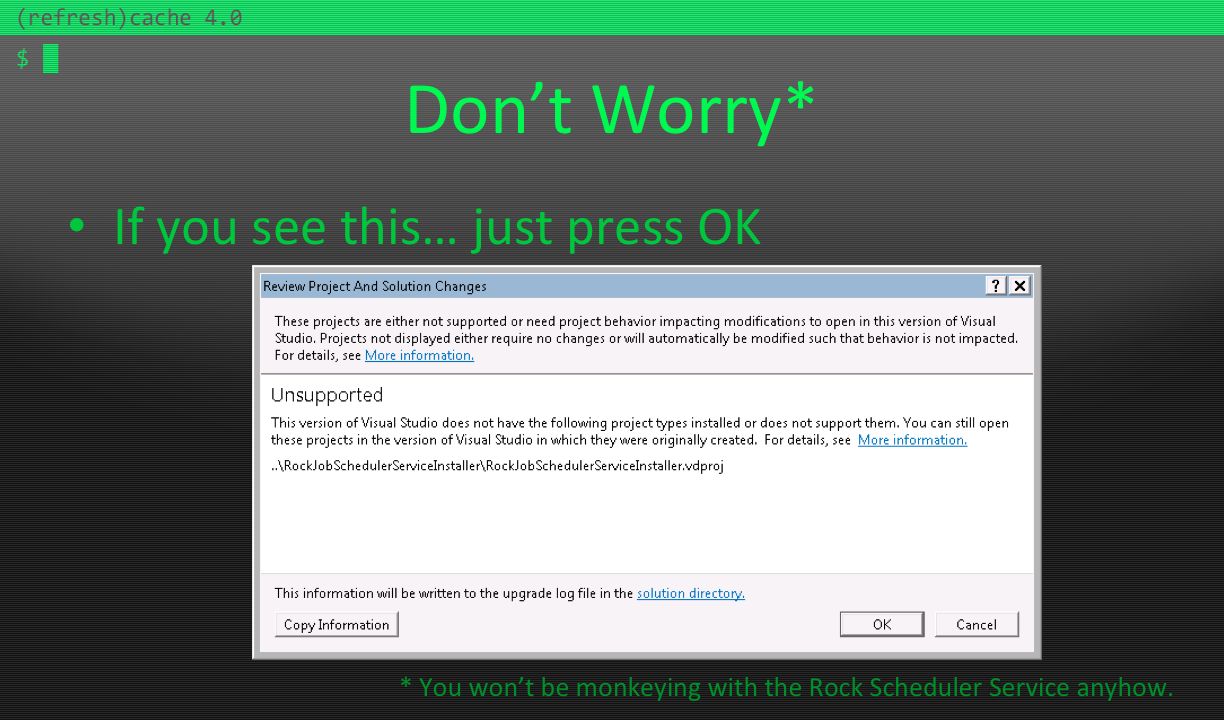 (refresh)cache 4.0
$
Don’t Worry*
• If you see this… just press OK
Review Project And Solution Changes
?
These projects are either not supported or need project behavior impacting modifications to open in this version of Visual
Studio. Projects not displayed either require no changes or will automatically be modified such that behavior is not impacted.
For details, see More information.
Unsupported
This version of Visual Studio does not have the following project types installed or does not support them. You can still open
these projects in the version of Visual Studio in which they were originally created.  For details, see  More information.
..\RockJobSchedulerServiceInstaller\RockJobSchedulerServiceInstaller.vdproj
This information will be written to the upgrade log file in the solution directory.
Copy Information
OK
Cancel
* You won’t be monkeying with the Rock Scheduler Service anyhow.